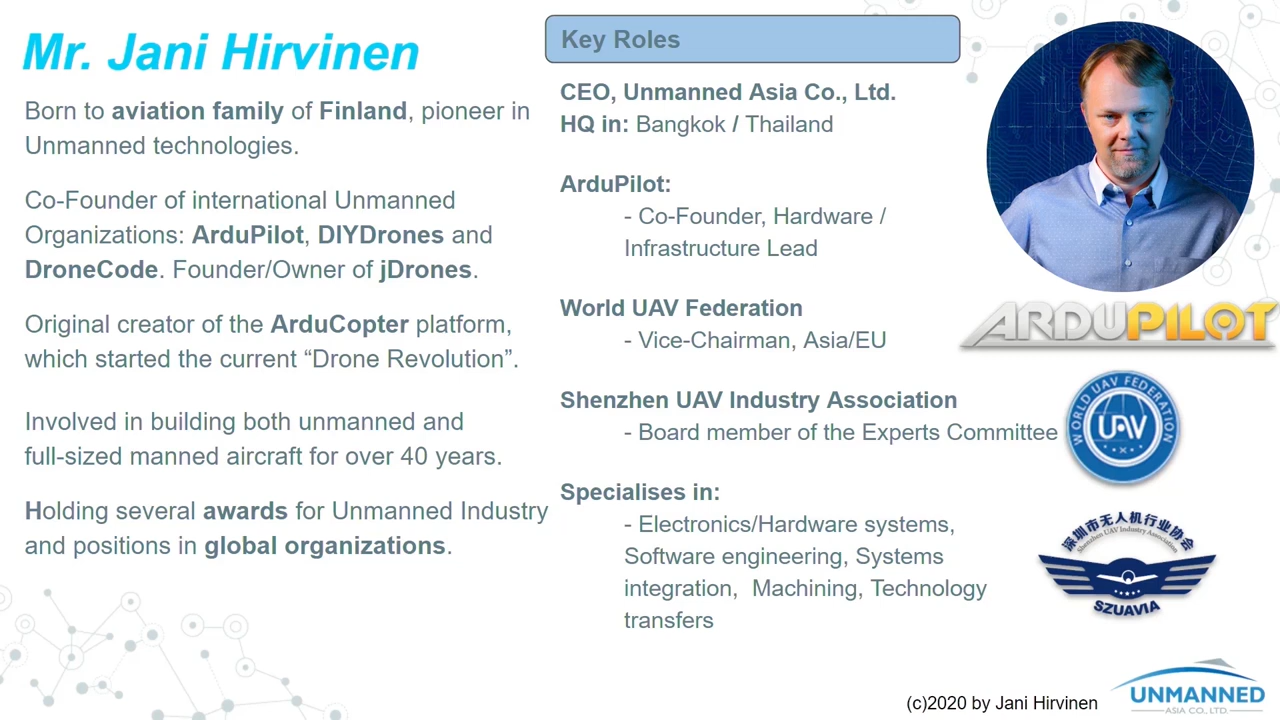 Mr. Jani Hirvinen
Born to aviation family of Finland, pioneer in
Unmanned technologies.
Co-Founder of international Unmanned
Organizations: ArduPilot, DIYDrones and
DroneCode. Founder/Owner of jDrones.
Original creator of the ArduCopter platform,
which started the current “Drone Revolution”.
Involved in building both unmanned and
full-sized manned aircraft for over 40 years.
Holding several awards for Unmanned Industry
and positions in global organizations.
Key Roles
CEO, Unmanned Asia Co., Ltd.
HQ in: Bangkok / Thailand
ArduPilot:
- Co-Founder, Hardware /
Infrastructure Lead
World UAV Federation
- Vice-Chairman, Asia/EU
Shenzhen UAV Industry Association
- Board member of the Experts Committee
Specialises in:
- Electronics/Hardware systems,
Software engineering, Systems
integration,  Machining, Technology
transfers
ARDUPILOT
WORLD UAV FEDERATION
UAV
深圳市无人机行业协会
Shenzhen UAV Industry Association
SZUAVIA
(c)2020 by Jani Hirvinen
UNMANNED
ASIA CO., LTD.